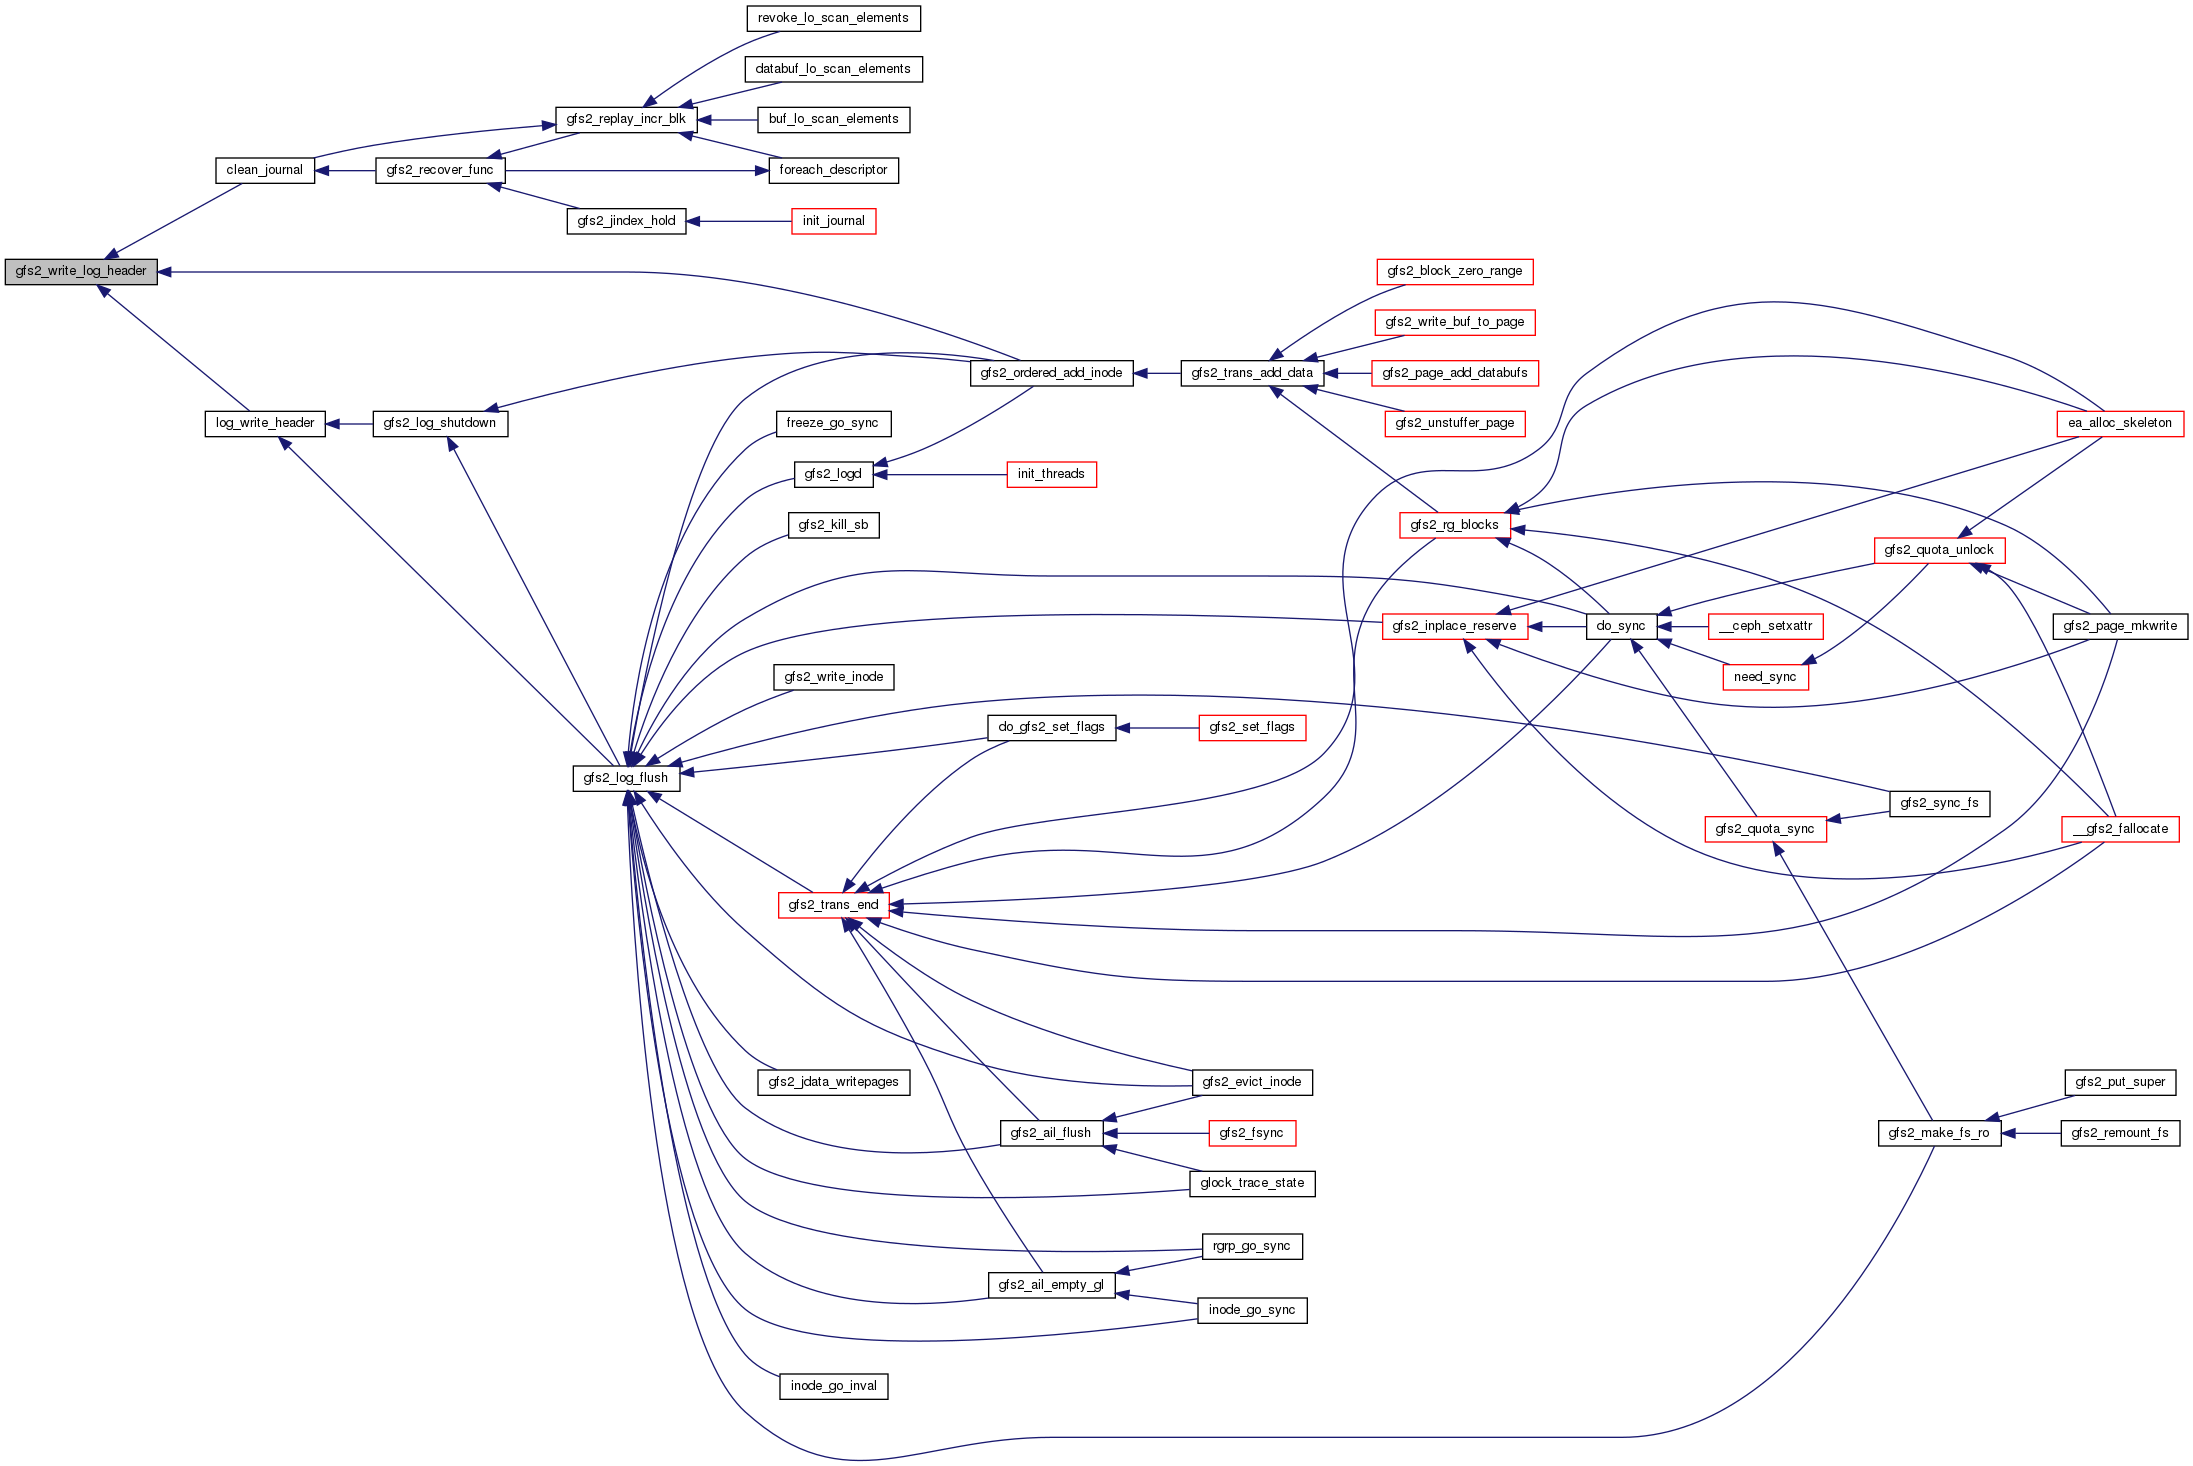 revoke_lo_scan_elements
databuf_lo_scan_elements
gfs2_replay_incr_blk
buf_lo_scan_elements
clean_journal
gfs2_recover_func
foreach_descriptor
gfs2_jindex_hold
init_journal
gfs2_write_log_header
gfs2_block_zero_range
gfs2_write_buf_to_page
gfs2_ordered_add_inode
gfs2_trans_add_data
gfs2_page_add_databufs
log_write_header
gfs2_log_shutdown
freeze_go_sync
gfs2_unstuffer_page
ea_alloc_skeleton
gfs2_logd
init_threads
gfs2_kill_sb
gfs2_rg_blocks
gfs2_quota_unlock
gfs2_inplace_reserve
do_sync
__ceph_setxattr
gfs2_page_mkwrite
gfs2_write_inode
need_sync
do_gfs2_set_flags
gfs2_set_flags
gfs2_log_flush
gfs2_sync_fs
gfs2_quota_sync
__gfs2_fallocate
gfs2_trans_end
gfs2_jdata_writepages
gfs2_evict_inode
gfs2_put_super
gfs2_ail_flush
gfs2_fsync
gfs2_make_fs_ro
gfs2_remount_fs
glock_trace_state
rgrp_go_sync
gfs2_ail_empty_gl
inode_go_sync
inode_go_inval